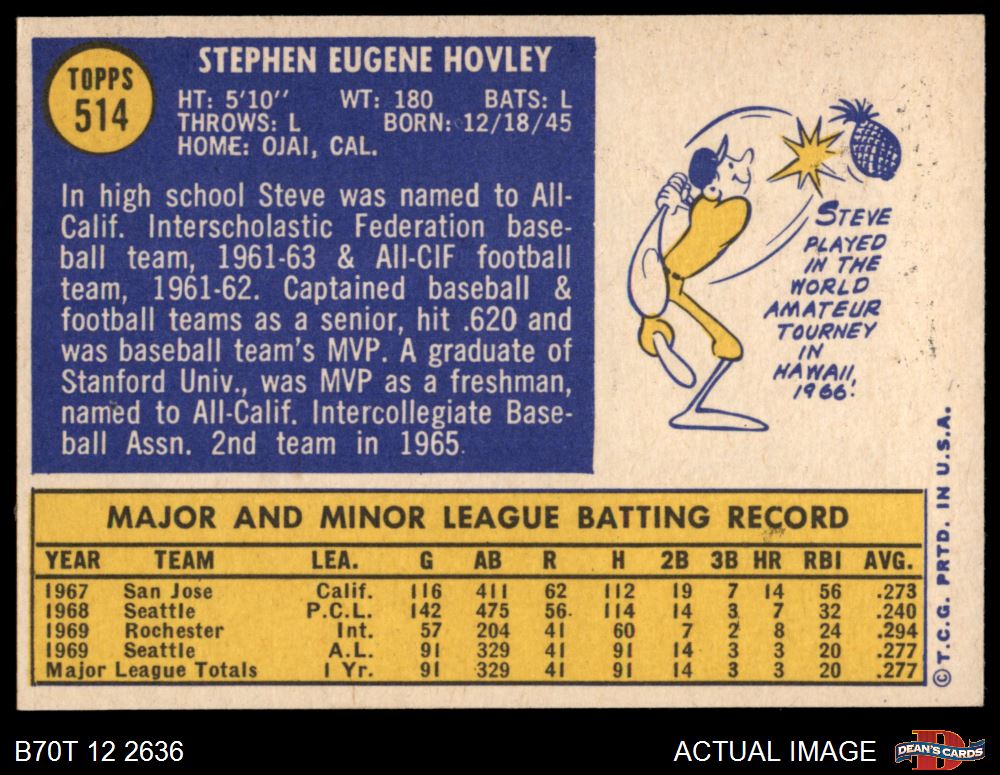 TOPPS
514
STEPHEN EUGENE HOVLEY
HT: 5'10'' WT: 180 BATS: L
THROWS: L BORN: 12/18/45
HOME: OJAI, CAL.
In high school Steve was named to All-
Calif. Interscholastic Federation base-
ball team, 1961-63 & All-CIF football
team, 1961-62. Captained baseball &
football teams as a senior, hit .620 and
was baseball team's MVP. A graduate of
Stanford Univ., was MVP as a freshman,
named to All-Calif. Intercollegiate Base-
ball Assn. 2nd team in 1965.
STEVE
PLAYED
IN THE
WORLD
AMATEUR
TOURNEY
IN
HAWAII,
1966!
MAJOR AND MINOR LEAGUE BATTING RECORD
YEAR TEAM LEA. G AB R H 2B 3B HR RBI AVG.
1967 San Jose Calif. 116 411 62 112 19 7 14 56 .273
1968 Seattle P.C.L. 142 475 56 114 14 3 7 32 .240
1969 Rochester Int. 57 204 41 60 7 2 8 24 .294
1969 Seattle A.L. 91 329 41 91 14 3 3 20 .277
Major League Totals 1 Yr. 91 329 41 91 14 3 3 20 .277
©T.C.G. PRTD. IN U.S.A.
B70T 12 2636
ACTUAL IMAGE
DEAN'S CARDS